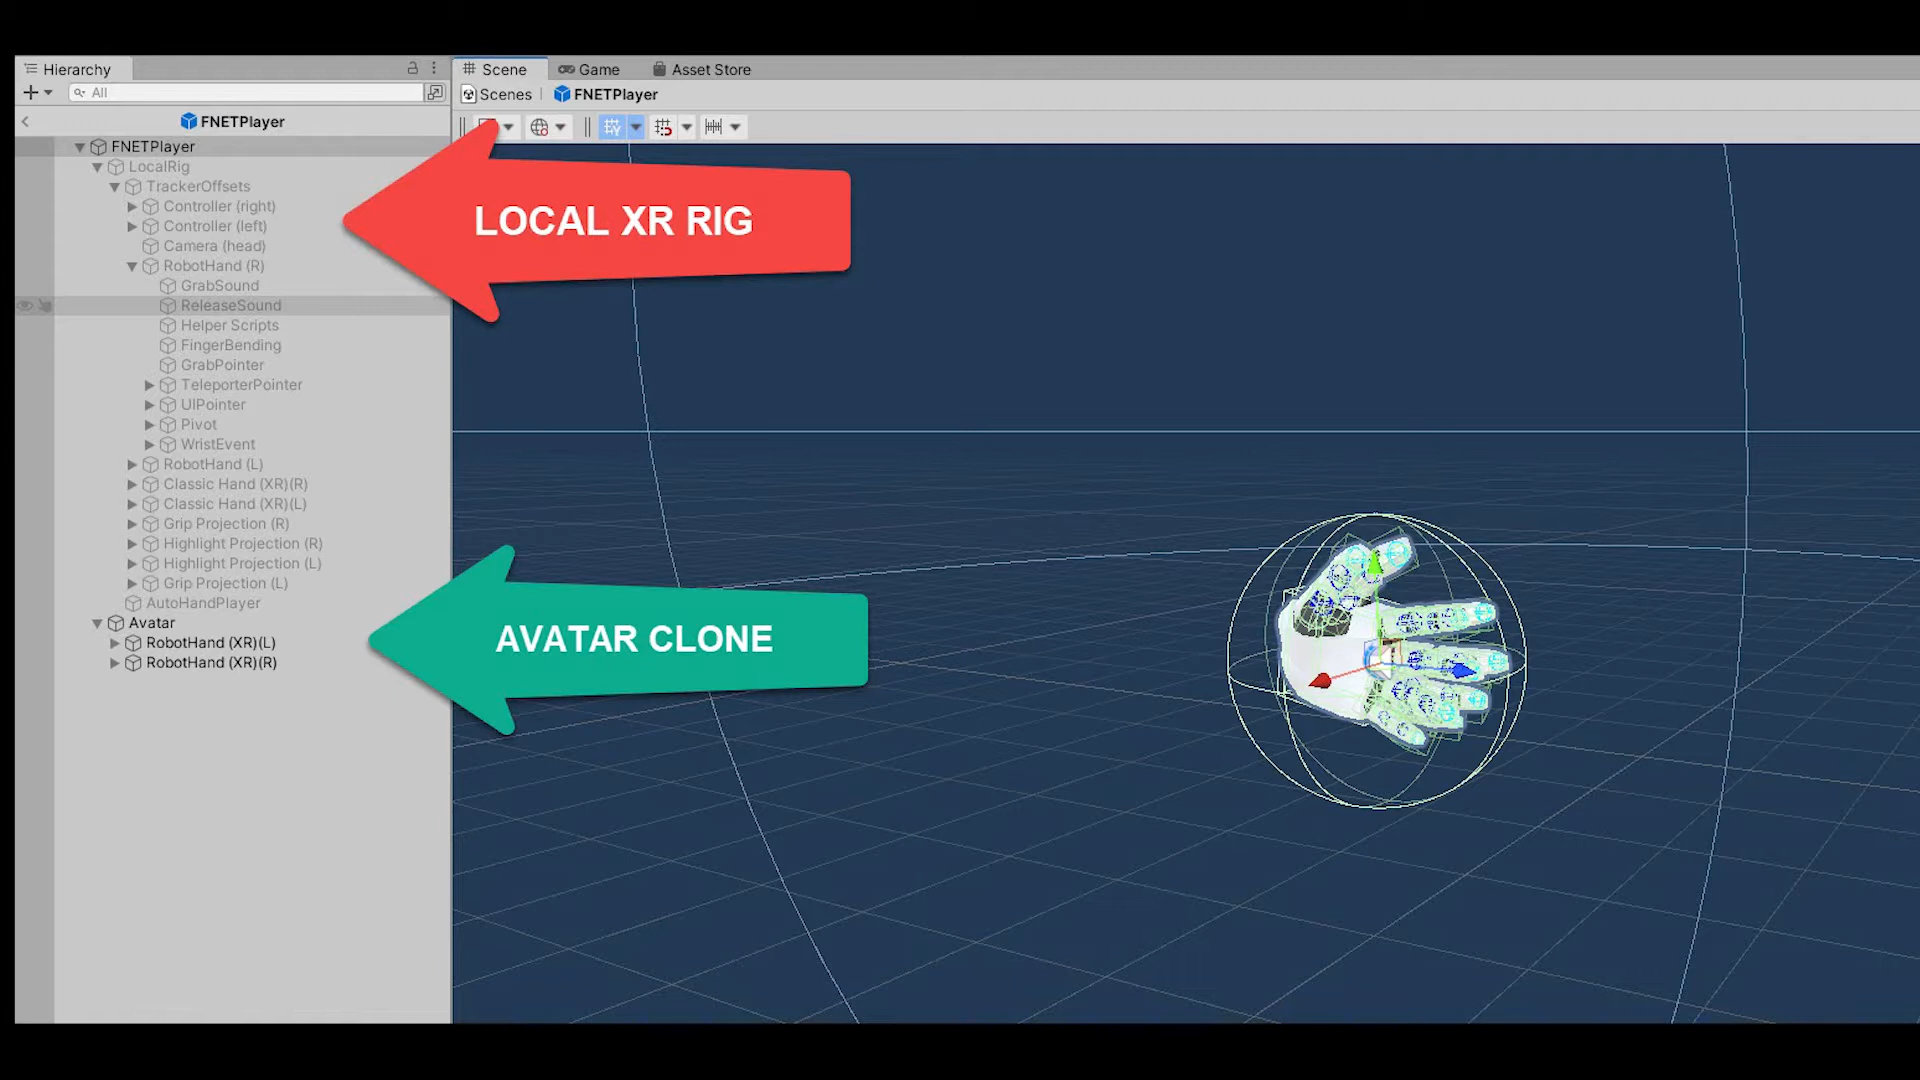 Hierarchy
All
FNETPlayer
FNETPlayer
LocalRig
TrackerOffsets
Controller (right)
Controller (left)
Camera (head)
RobotHand (R)
GrabSound
ReleaseSound
Helper Scripts
FingerBending
GrabPointer
TeleporterPointer
UIPointer
Pivot
WristEvent
RobotHand (L)
Classic Hand (XR)(R)
Classic Hand (XR)(L)
Grip Projection (R)
Highlight Projection (R)
Highlight Projection (L)
Grip Projection (L)
AutoHandPlayer
Avatar
RobotHand (XR)(L)
RobotHand (XR)(R)
Scene Game Asset Store
Scenes FNETPlayer
LOCAL XR RIG
AVATAR CLONE